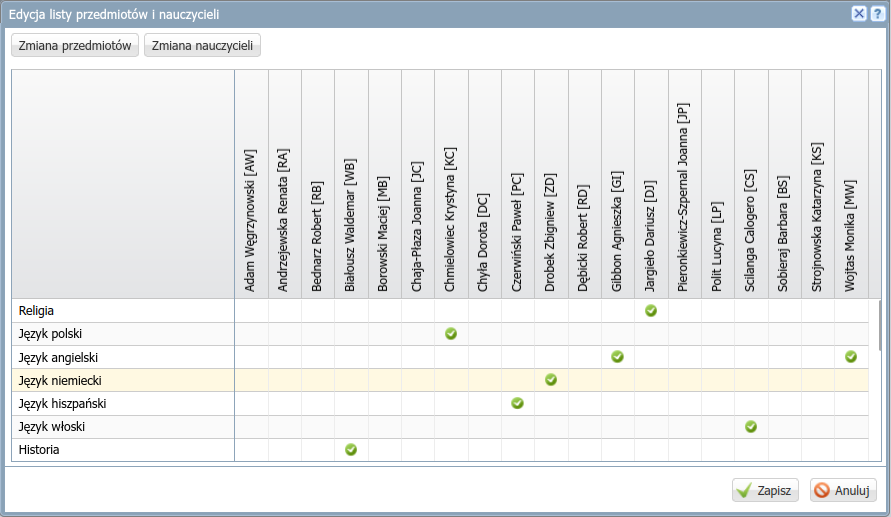 Edycja listy przedmiotów i nauczycieli
?
Zmiana przedmiotów
Zmiana nauczycieli
Adam Węgrzynowski [AW]
Andrzejewska Renata [RA]
Bednarz Robert [RB]
Białousz Waldemar [WB]
Borowski Maciej [MB]
Chaja-Płaza Joanna [JC]
Chmielowiec Krystyna [KC]
Chyła Dorota [DC]
Czerwiński Paweł [PC]
Drobek Zbigniew [ZD]
Dębicki Robert [RD]
Gibbon Agnieszka [GI]
Jargieło Dariusz [DJ]
Pieronkiewicz-Szpernal Joanna [JP]
Polit Lucyna [LP]
Scilanga Calogero [CS]
Sobieraj Barbara [BS]
Strojnowska Katarzyna [KS]
Wojtas Monika [MW]
Religia
Język polski
Język angielski
Język niemiecki
Język hiszpański
Język włoski
Historia
Zapisz
Anuluj